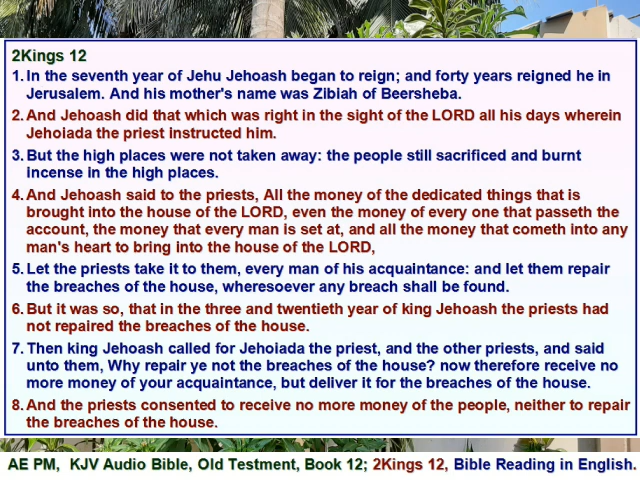 2Kings 12
1. In the seventh year of Jehu Jehoash began to reign; and forty years reigned he in
Jerusalem. And his mother's name was Zibiah of Beersheba.
2. And Jehoash did that which was right in the sight of the LORD all his days wherein
Jehoiada the priest instructed him.
3. But the high places were not taken away: the people still sacrificed and burnt
incense in the high places.
4. And Jehoash said to the priests, All the money of the dedicated things that is
brought into the house of the LORD, even the money of every one that passeth the
account, the money that every man is set at, and all the money that cometh into any
man's heart to bring into the house of the LORD,
5. Let the priests take it to them, every man of his acquaintance: and let them repair
the breaches of the house, wheresoever any breach shall be found.
6. But it was so, that in the three and twentieth year of king Jehoash the priests had
not repaired the breaches of the house.
7. Then king Jehoash called for Jehoiada the priest, and the other priests, and said
unto them, Why repair ye not the breaches of the house? now therefore receive no
more money of your acquaintance, but deliver it for the breaches of the house.
8. And the priests consented to receive no more money of the people, neither to repair
the breaches of the house.
AE PM, KJV Audio Bible, Old Testment, Book 12; 2Kings 12, Bible Reading in English.